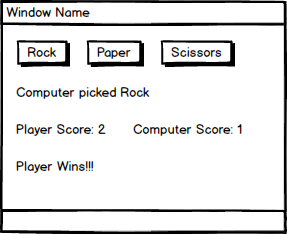 Window Name
Rock Paper Scissors
Computer picked Rock
Player Score: 2 Computer Score: 1
Player Wins!!!